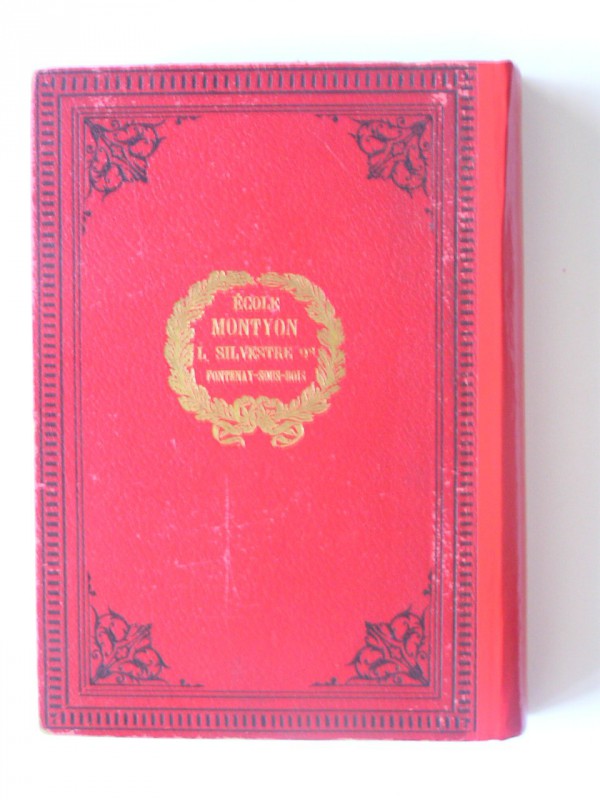 ÉCOLE
MONTYON
L. SILVESTRE
FONTENAY-SOUS-BOIS